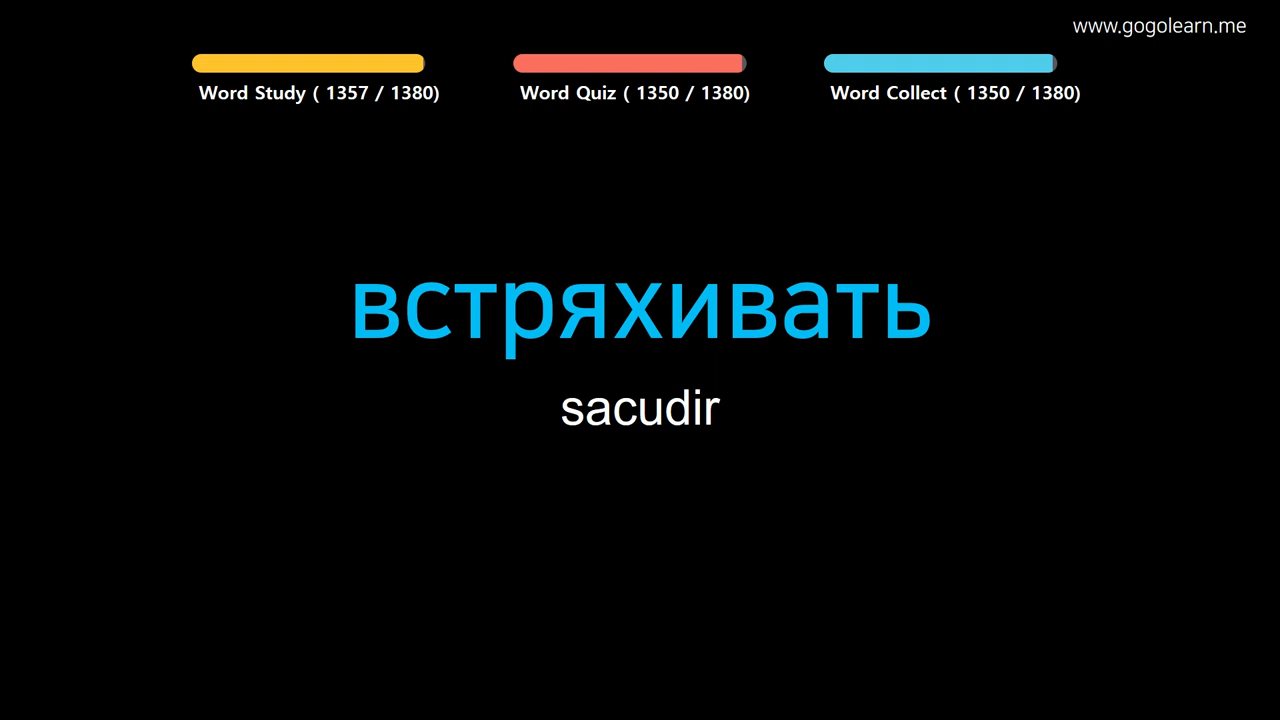 www.gogolearn.me
Word Study ( 1357 / 1380)
Word Quiz ( 1350 / 1380)
Word Collect ( 1350 / 1380)
встряхивать
sacudir